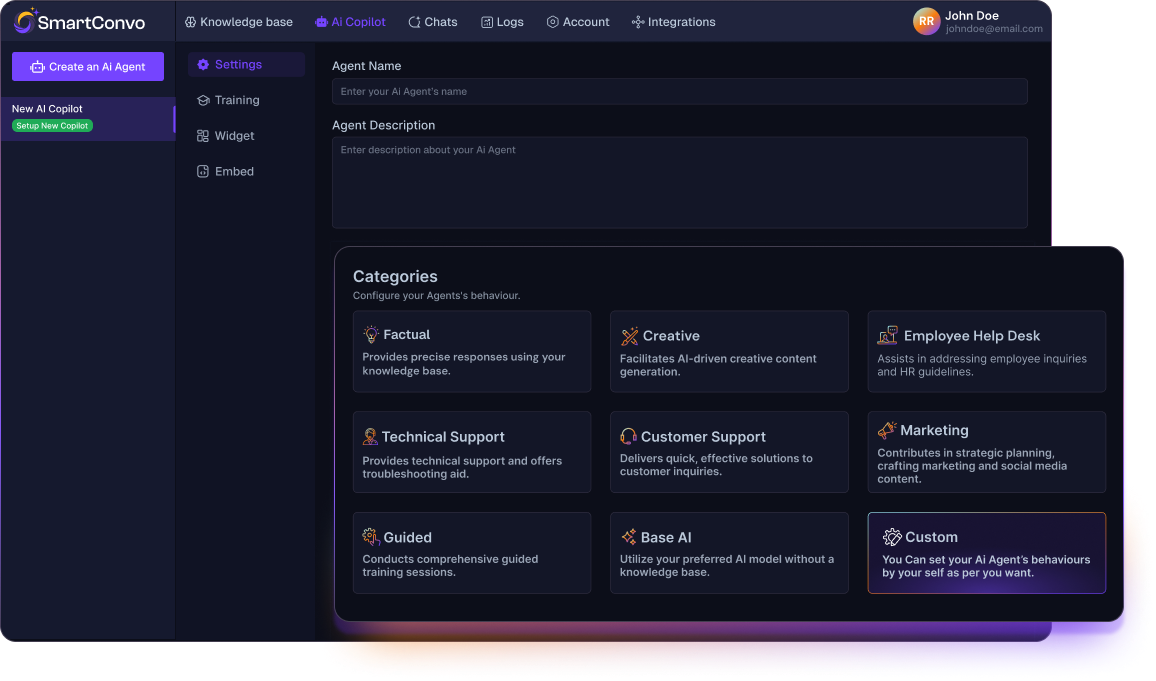 SmartConvo
Knowledge base
Ai Copilot
Chats
Logs
Account
Integrations
RR
John Doe
johndoe@email.com
Create an Ai Agent
New AI Copilot
Setup New Copilot
Settings
Training
Widget
Embed
Agent Name
Enter your Ai Agent's name
Agent Description
Enter description about your Ai Agent
Categories
Configure your Agents's behaviour.
Factual
Provides precise responses using your
knowledge base.
Creative
Facilitates AI-driven creative content
generation.
Employee Help Desk
Assists in addressing employee inquiries
and HR guidelines.
Technical Support
Provides technical support and offers
troubleshooting aid.
Customer Support
Delivers quick, effective solutions to
customer inquiries.
Marketing
Contributes in strategic planning,
crafting marketing and social media
content.
Guided
Conducts comprehensive guided
training sessions.
Base AI
Utilize your preferred AI model without a
knowledge base.
Custom
You Can set your Ai Agent's behaviours
by your self as per you want.